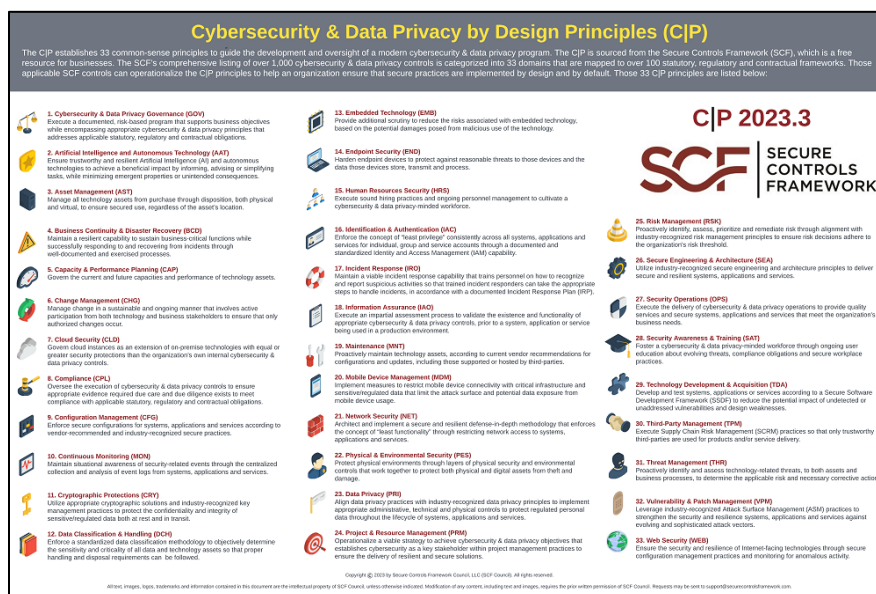 Cybersecurity & Data Privacy by Design Principles (C|P)
The C|P establishes 33 common-sense principles to guide the development and oversight of a modern cybersecurity & data privacy program. The C|P is sourced from the Secure Controls Framework (SCF), which is a free
resource for businesses. The SCF's comprehensive listing of over 1,000 cybersecurity & data privacy controls is categorized into 33 domains that are mapped to over 100 statutory, regulatory and contractual frameworks. Those
applicable SCF controls can operationalize the C|P principles to help an organization ensure that secure practices are implemented by design and by default. Those 33 C|P principles are listed below:
1. Cybersecurity & Data Privacy Governance (GOV)
Execute a documented, risk-based program that supports business objectives
while encompassing appropriate cybersecurity & data privacy principles that
addresses applicable statutory, regulatory and contractual obligations.
2. Artificial Intelligence and Autonomous Technology (AAT)
Ensure trustworthy and resilient Artificial Intelligence (AI) and autonomous
technologies to achieve a beneficial impact by informing, advising or simplifying
tasks, while minimizing emergent properties or unintended consequences.
3. Asset Management (AST)
Manage all technology assets from purchase through disposition, both physical
and virtual, to ensure secured use, regardless of the asset's location.
4. Business Continuity & Disaster Recovery (BCD)
Maintain a resilient capability to sustain business-critical functions while
successfully responding to and recovering from incidents through
well-documented and exercised processes.
5. Capacity & Performance Planning (CAP)
Govern the current and future capacities and performance of technology assets.
6. Change Management (CHG)
Manage change in a sustainable and ongoing manner that involves active
participation from both technology and business stakeholders to ensure that only
authorized changes occur.
7. Cloud Security (CLD)
Govern cloud instances as an extension of on-premise technologies with equal or
greater security protections than the organization's own internal cybersecurity &
data privacy controls.
8. Compliance (CPL)
Oversee the execution of cybersecurity & data privacy controls to ensure
appropriate evidence required due care and due diligence exists to meet
compliance with applicable statutory, regulatory and contractual obligations.
9. Configuration Management (CFG)
Enforce secure configurations for systems, applications and services according to
vendor-recommended and industry-recognized secure practices.
10. Continuous Monitoring (MON)
Maintain situational awareness of security-related events through the centralized
collection and analysis of event logs from systems, applications and services.
11. Cryptographic Protections (CRY)
Utilize appropriate cryptographic solutions and industry-recognized key
management practices to protect the confidentiality and integrity of
sensitive/regulated data both at rest and in transit.
12. Data Classification & Handling (DCH)
Enforce a standardized data classification methodology to objectively determine
the sensitivity and criticality of all data and technology assets so that proper
handling and disposal requirements can be followed.
13. Embedded Technology (EMB)
Provide additional scrutiny to reduce the risks associated with embedded technology,
based on the potential damages posed from malicious use of the technology.
14. Endpoint Security (END)
Harden endpoint devices to protect against reasonable threats to those devices and the
data those devices store, transmit and process.
15. Human Resources Security (HRS)
Execute sound hiring practices and ongoing personnel management to cultivate a
cybersecurity & data privacy-minded workforce.
16. Identification & Authentication (IAC)
Enforce the concept of "least privilege" consistently across all systems, applications and
services for individual, group and service accounts through a documented and
standardized Identity and Access Management (IAM) capability.
17. Incident Response (IRO)
Maintain a viable incident response capability that trains personnel on how to recognize
and report suspicious activities so that trained incident responders can take the appropriate
steps to handle incidents, in accordance with a documented Incident Response Plan (IRP).
18. Information Assurance (IAO)
Execute an impartial assessment process to validate the existence and functionality of
appropriate cybersecurity & data privacy controls, prior to a system, application or service
being used in a production environment.
19. Maintenance (MNT)
Proactively maintain technology assets, according to current vendor recommendations for
configurations and updates, including those supported or hosted by third-parties.
20. Mobile Device Management (MDM)
Implement measures to restrict mobile device connectivity with critical infrastructure and
sensitive/regulated data that limit the attack surface and potential data exposure from
mobile device usage.
21. Network Security (NET)
Architect and implement a secure and resilient defense-in-depth methodology that enforces
the concept of "least functionality" through restricting network access to systems,
applications and services.
22. Physical & Environmental Security (PES)
Protect physical environments through layers of physical security and environmental
controls that work together to protect both physical and digital assets from theft and
damage.
23. Data Privacy (PRI)
Align data privacy practices with industry-recognized data privacy principles to implement
appropriate administrative, technical and physical controls to protect regulated personal
data throughout the lifecycle of systems, applications and services.
24. Project & Resource Management (PRM)
Operationalize a viable strategy to achieve cybersecurity & data privacy objectives that
establishes cybersecurity as a key stakeholder within project management practices to
ensure the delivery of resilient and secure solutions.
C|P 2023.3
SCF SECURE
CONTROLS
FRAMEWORK
25. Risk Management (RSK)
Proactively identify, assess, prioritize and remediate risk through alignment with
industry-recognized risk management principles to ensure risk decisions adhere to
the organization's risk threshold.
26. Secure Engineering & Architecture (SEA)
Utilize industry-recognized secure engineering and architecture principles to deliver
secure and resilient systems, applications and services.
27. Security Operations (OPS)
Execute the delivery of cybersecurity & data privacy operations to provide quality
services and secure systems, applications and services that meet the organization's
business needs.
28. Security Awareness & Training (SAT)
Foster a cybersecurity & data privacy-minded workforce through ongoing user
education about evolving threats, compliance obligations and secure workplace
practices.
29. Technology Development & Acquisition (TDA)
Develop and test systems, applications or services according to a Secure Software
Development Framework (SSDF) to reduce the potential impact of undetected or
unaddressed vulnerabilities and design weaknesses.
30. Third-Party Management (TPM)
Execute Supply Chain Risk Management (SCRM) practices so that only trustworthy
third-parties are used for products and/or service delivery.
31. Threat Management (THR)
Proactively identify and assess technology-related threats, to both assets and
business processes, to determine the applicable risk and necessary corrective action
32. Vulnerability & Patch Management (VPM)
Leverage industry-recognized Attack Surface Management (ASM) practices to
strengthen the security and resilience systems, applications and services against
evolving and sophisticated attack vectors.
33. Web Security (WEB)
Ensure the security and resilience of Internet-facing technologies through secure
configuration management practices and monitoring for anomalous activity.
Copyright © 2023 by Secure Controls Framework Council, LLC (SCF Council). All rights reserved.
All text, images, logos, trademarks and information contained in this document are the intellectual property of SCF Council, unless otherwise indicated. Modification of any content, including text and images, requires the prior written permission of SCF Council. Requests may be sent to support@securecontrolsframework.com.